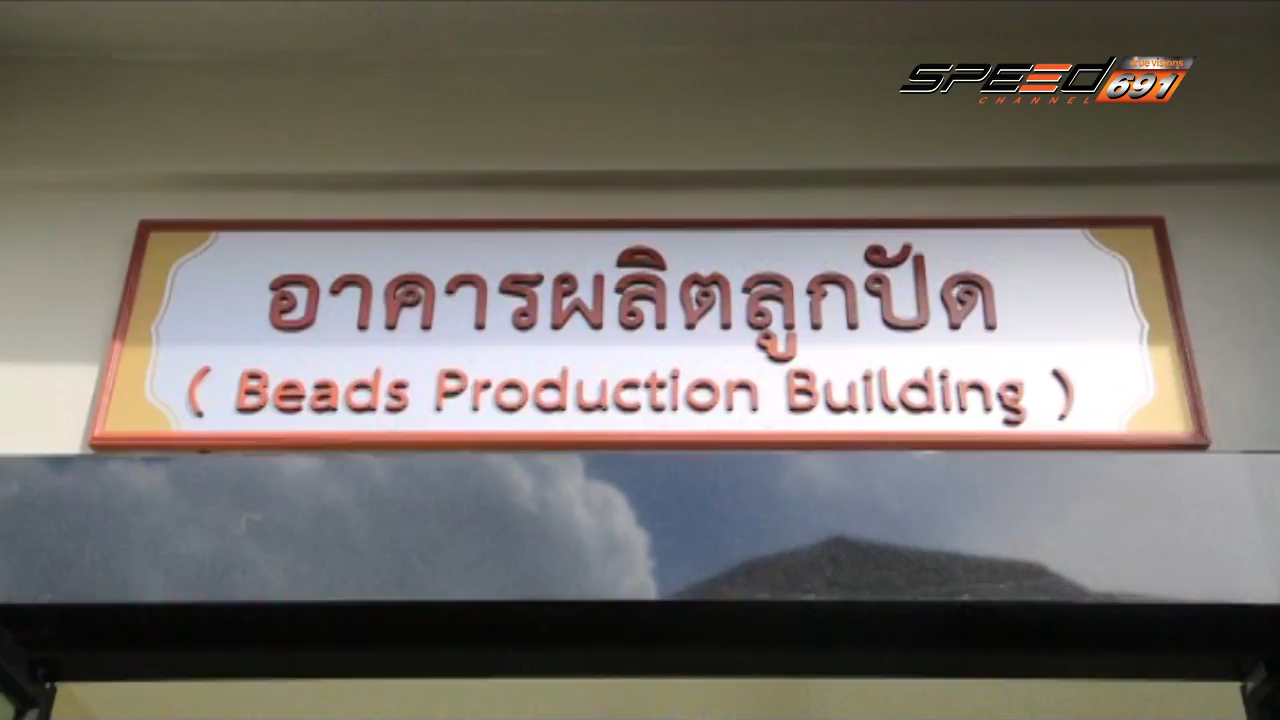 SPEED
true visions
CHANNEL 691
อาคารผลิตลูกปัด
( Beads Production Building )